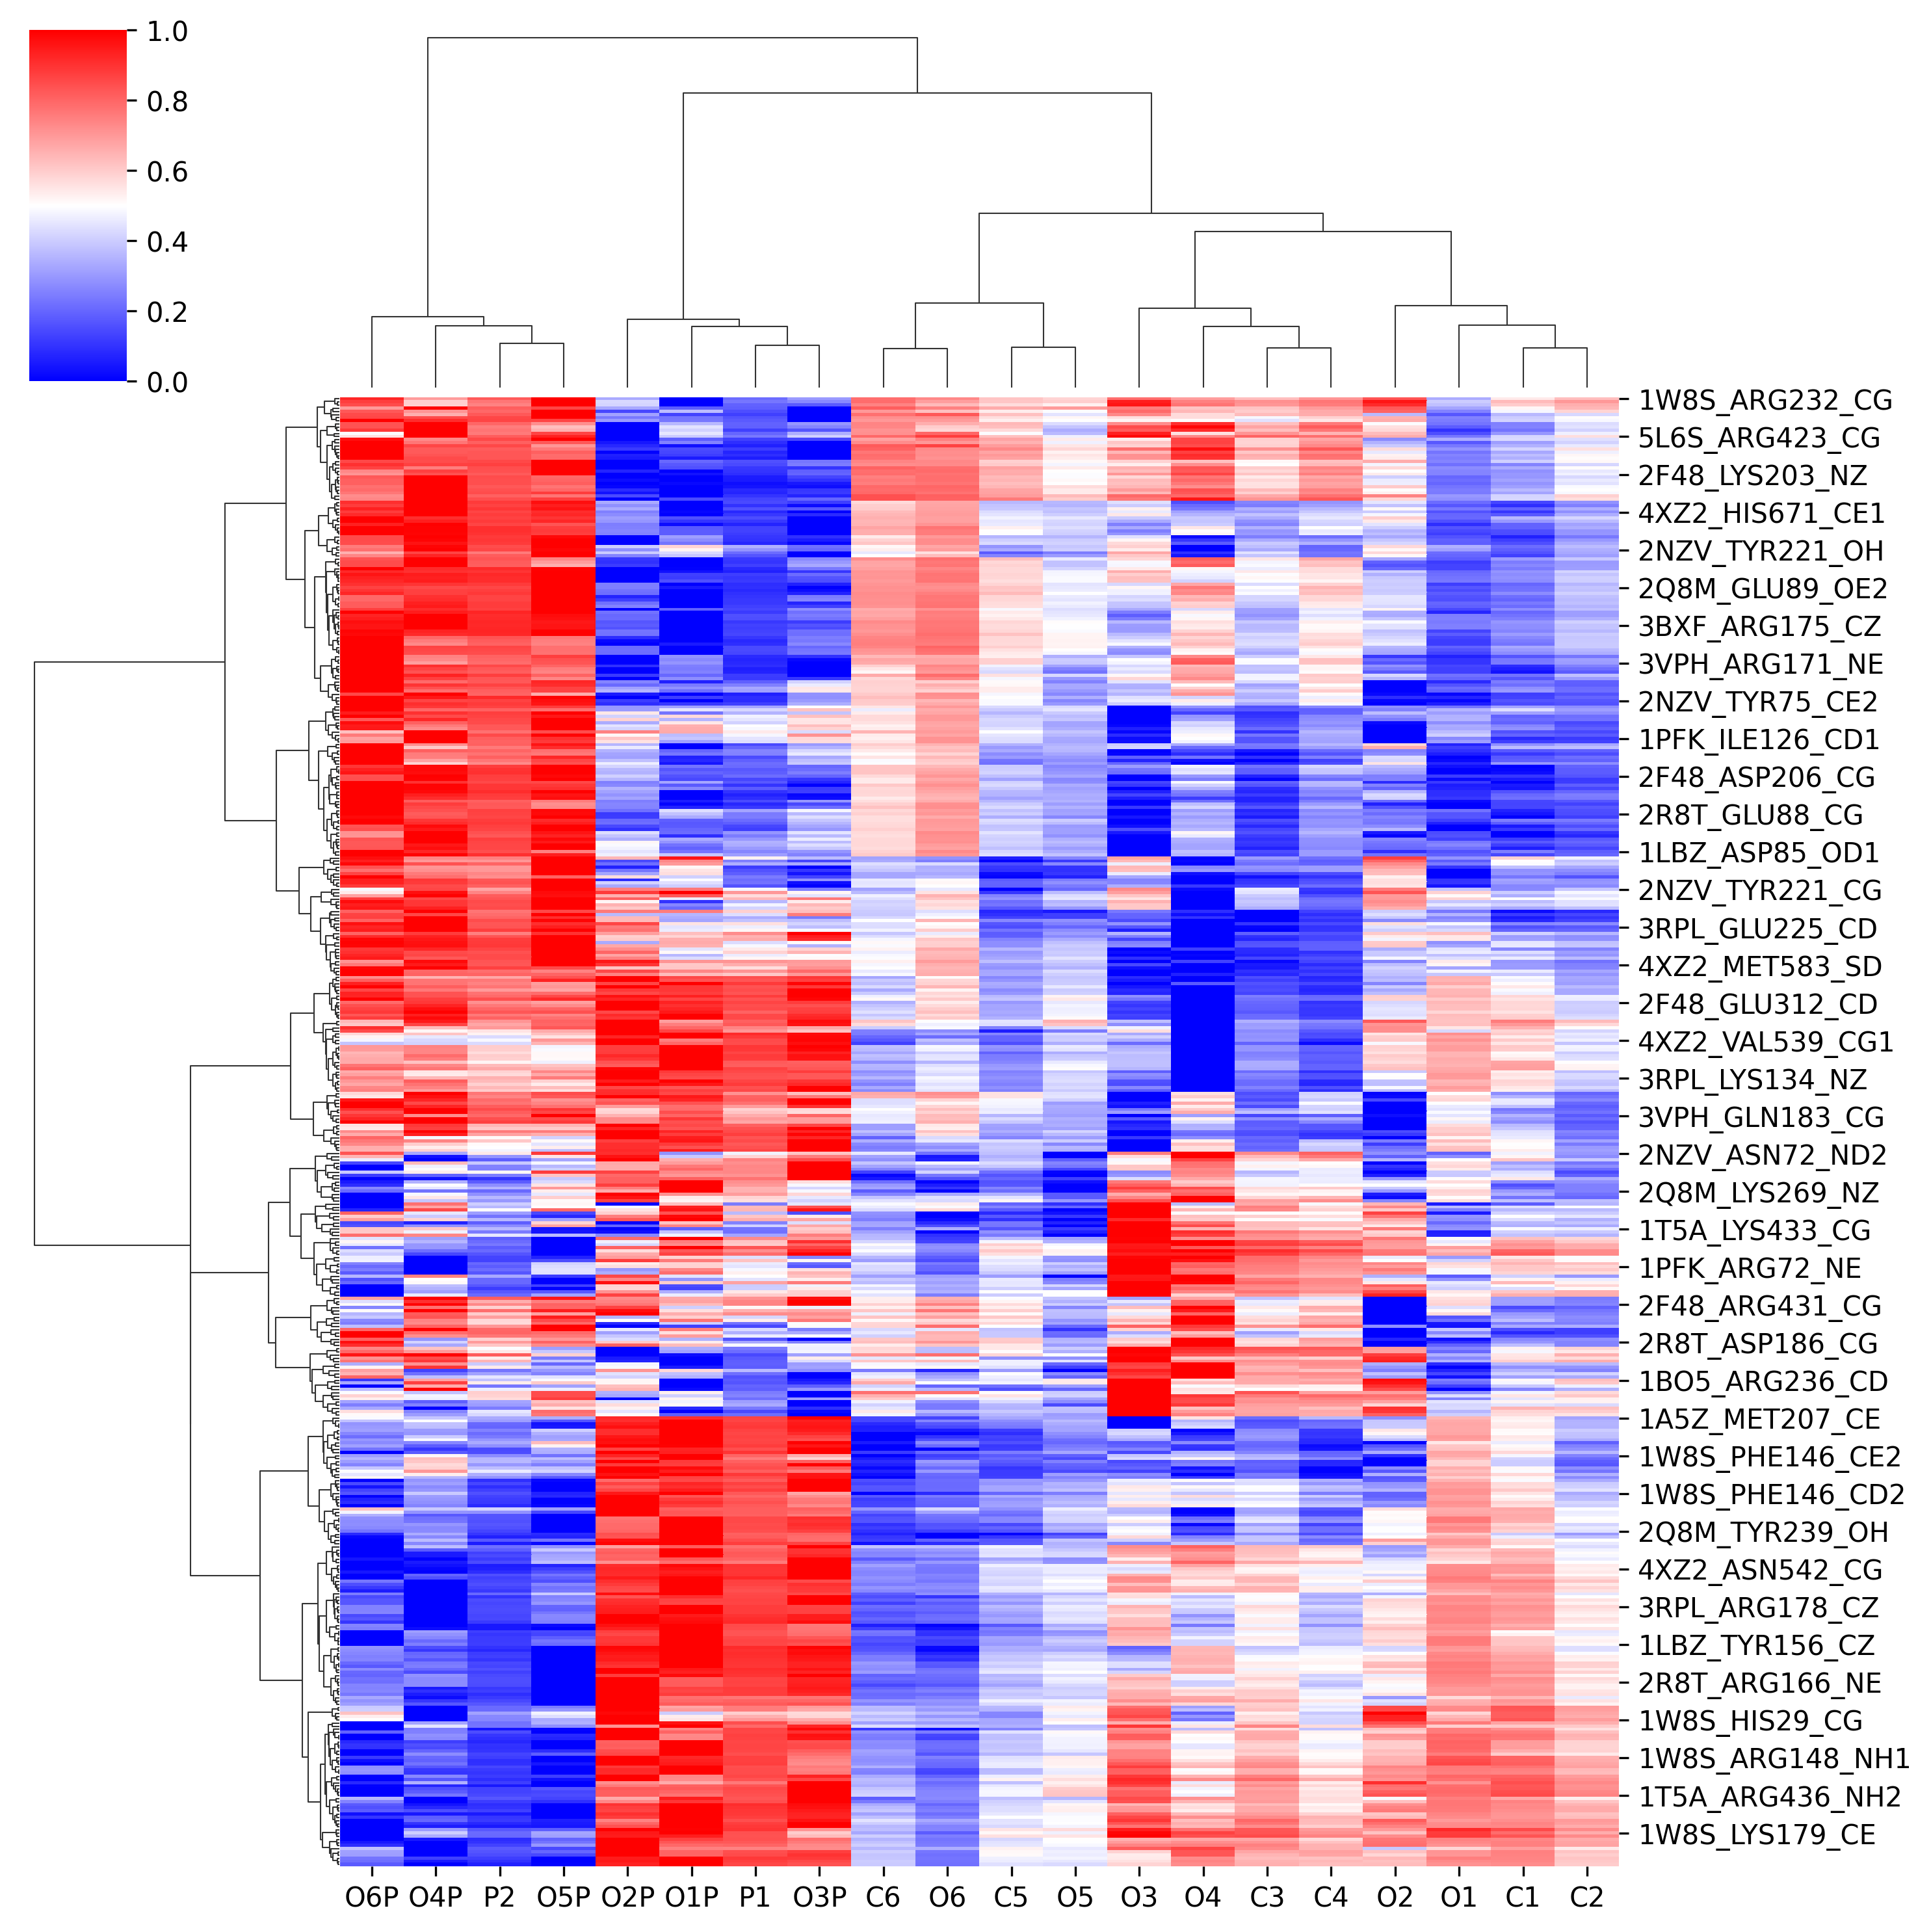 1.0
0.8
0.6
0.4
0.2
0.0
1W8S_ARG232_CG
5L6S_ARG423_CG
2F48_LYS203_NZ
4XZ2_HIS671_CE1
2NZV_TYR221_OH
2Q8M_GLU89_OE2
3BXF_ARG175_CZ
3VPH_ARG171_NE
2NZV_TYR75_CE2
1PFK_ILE126_CD1
2F48_ASP206_CG
2R8T_GLU88_CG
1LBZ_ASP85_OD1
2NZV_TYR221_CG
3RPL_GLU225_CD
4XZ2_MET583_SD
2F48_GLU312_CD
4XZ2_VAL539_CG1
3RPL_LYS134_NZ
3VPH_GLN183_CG
2NZV_ASN72_ND2
2Q8M_LYS269_NZ
1T5A_LYS433_CG
1PFK_ARG72_NE
2F48_ARG431_CG
2R8T_ASP186_CG
1BO5_ARG236_CD
1A5Z_MET207_CE
1W8S_PHE146_CE2
1W8S_PHE146_CD2
2Q8M_TYR239_OH
4XZ2_ASN542_CG
3RPL_ARG178_CZ
1LBZ_TYR156_CZ
2R8T_ARG166_NE
1W8S_HIS29_CG
1W8S_ARG148_NH1
1T5A_ARG436_NH2
1W8S_LYS179_CE
O6P O4P P2 O5P O2P O1P P1 O3P C6 O6 C5 O5 O3 O4 C3 C4 O2 O1 C1 C2